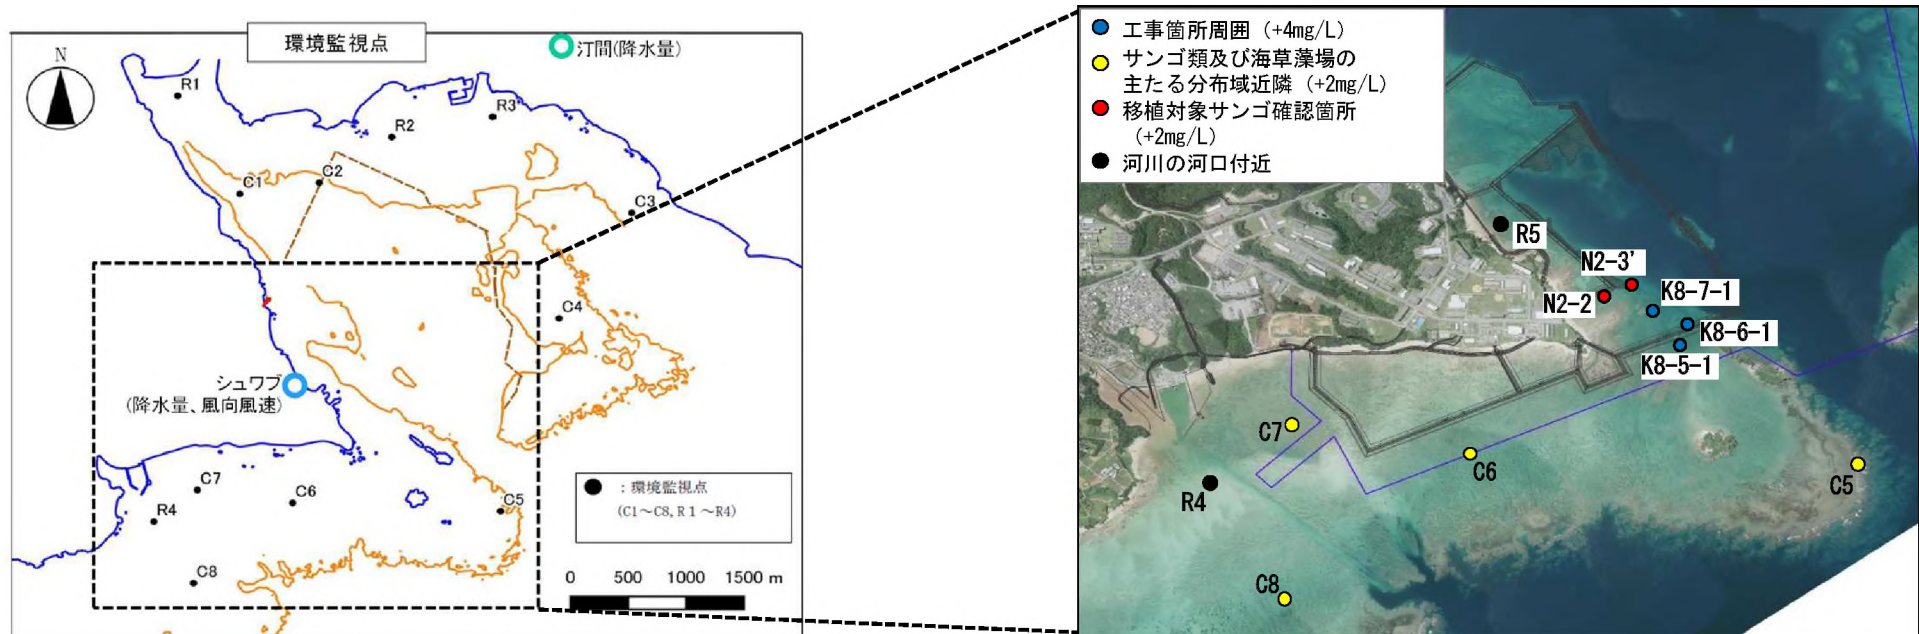 環境監視点
汀間(降水量)
N
R1
R2
R3
C1
C2
C3
C4
シュワブ
(降水量、風向風速)
C7
C6
C5
R4
C8
● :環境監視点
(C1～C8,R1～R4)
0 500 1000 1500 m
工事箇所周囲 (+4mg/L)
サンゴ類及び海草藻場の
主たる分布域近隣 (+2mg/L)
移植対象サンゴ確認箇所
(+2mg/L)
河川の河口付近
R5
N2-3'
N2-2
K8-7-1
K8-6-1
K8-5-1
C7
C6
C5
R4
C8